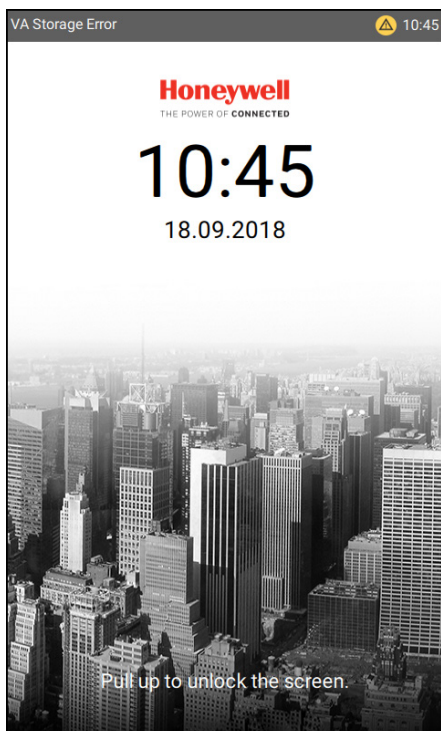 VA Storage Error
10:45
Honeywell
THE POWER OF CONNECTED
10:45
18.09.2018
Pull up to unlock the screen.